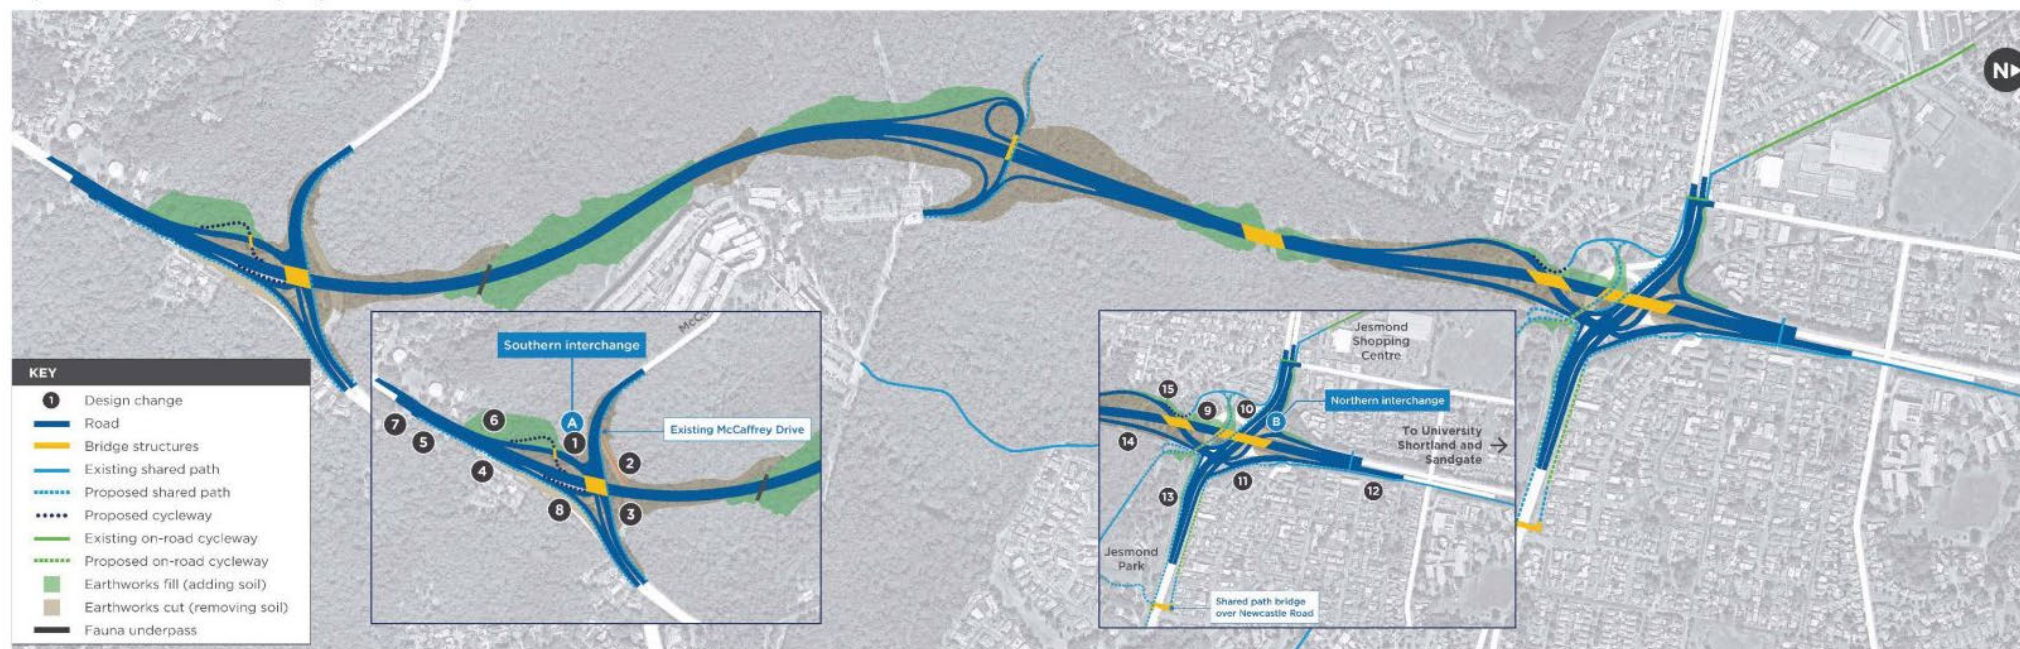 N
KEY
1 Design change
Road
Bridge structures
Existing shared path
Proposed shared path
Proposed cycleway
Existing on-road cycleway
Proposed on-road cycleway
Earthworks fill (adding soil)
Earthworks cut (removing soil)
Fauna underpass
Southern interchange
A
1
2
3
4
5
6
7
8
Existing McCaffrey Drive
Jesmond
Shopping
Centre
Northern interchange
B
To University
Shortland and
Sandgate
9
10
11
12
13
14
15
Jesmond
Park
Shared path bridge
over Newcastle Road